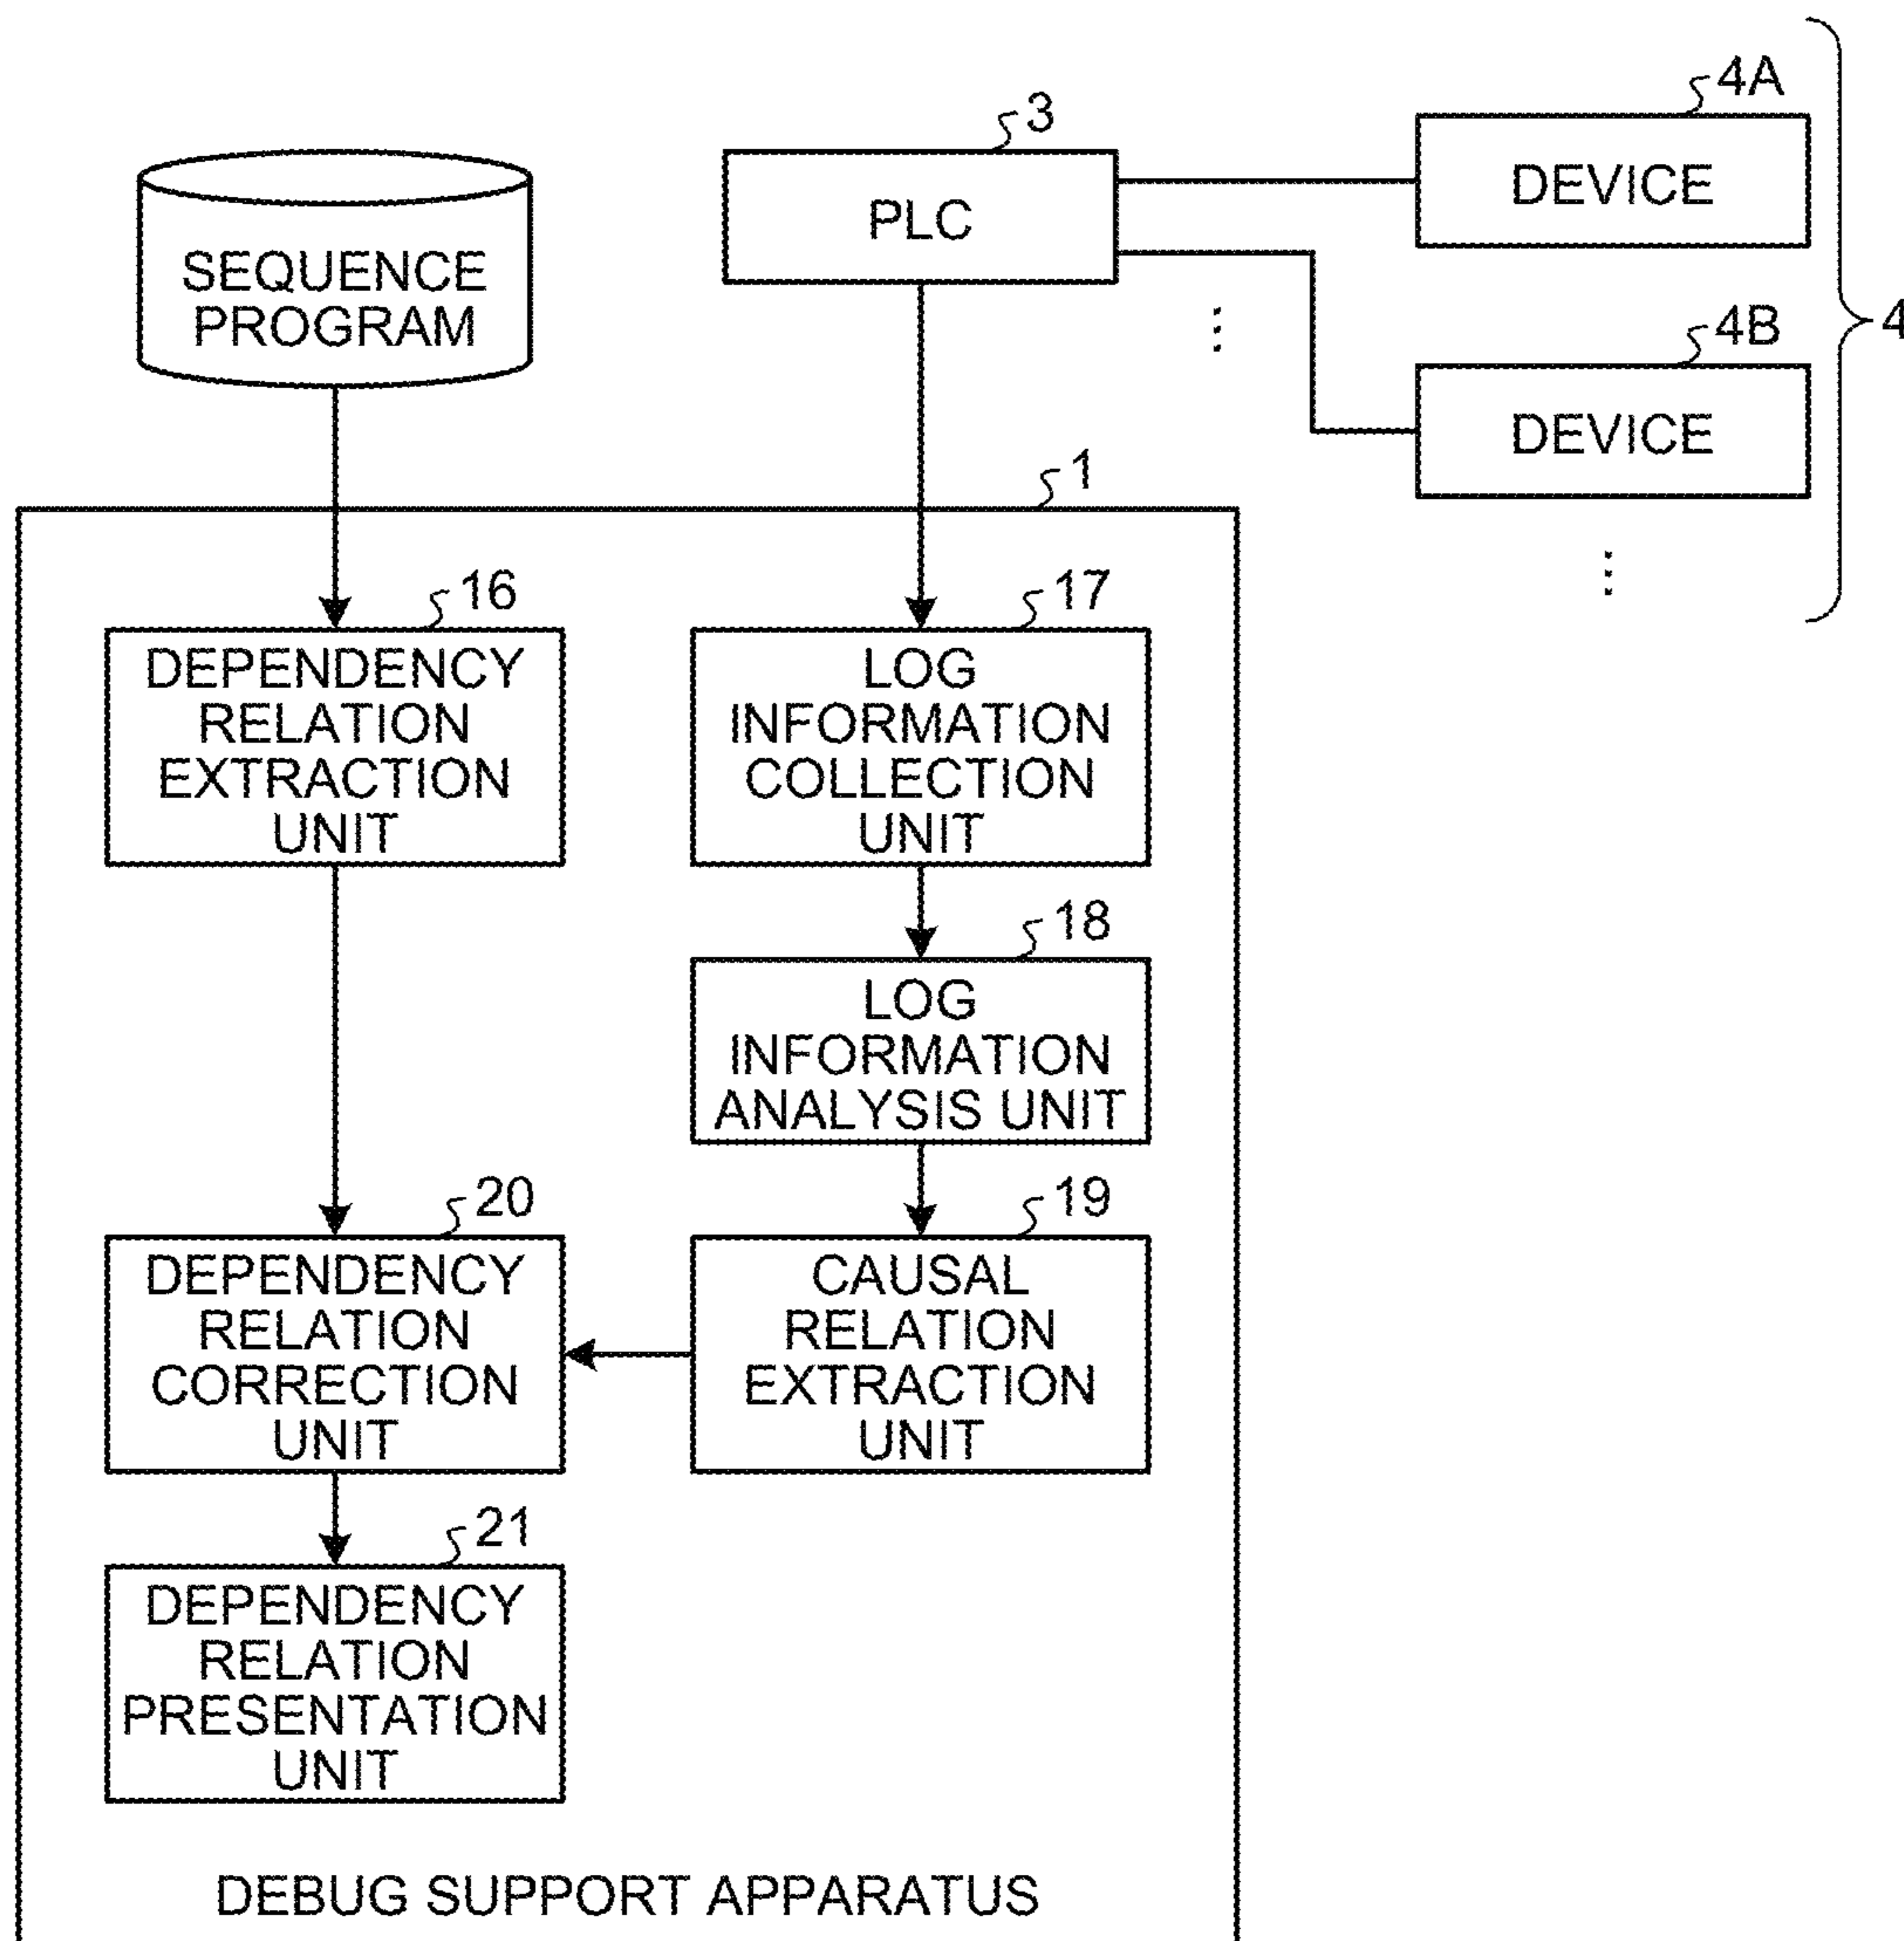 4A
3
DEVICE
PLC
SEQUENCE
PROGRAM
4
4B
DEVICE
1
16
17
DEPENDENCY
RELATION
EXTRACTION
UNIT
LOG
INFORMATION
COLLECTION
UNIT
18
LOG
INFORMATION
ANALYSIS UNIT
20
19
DEPENDENCY
RELATION
CORRECTION
UNIT
CAUSAL
RELATION
EXTRACTION
UNIT
21
DEPENDENCY
RELATION
PRESENTATION
UNIT
DEBUG SUPPORT APPARATUS